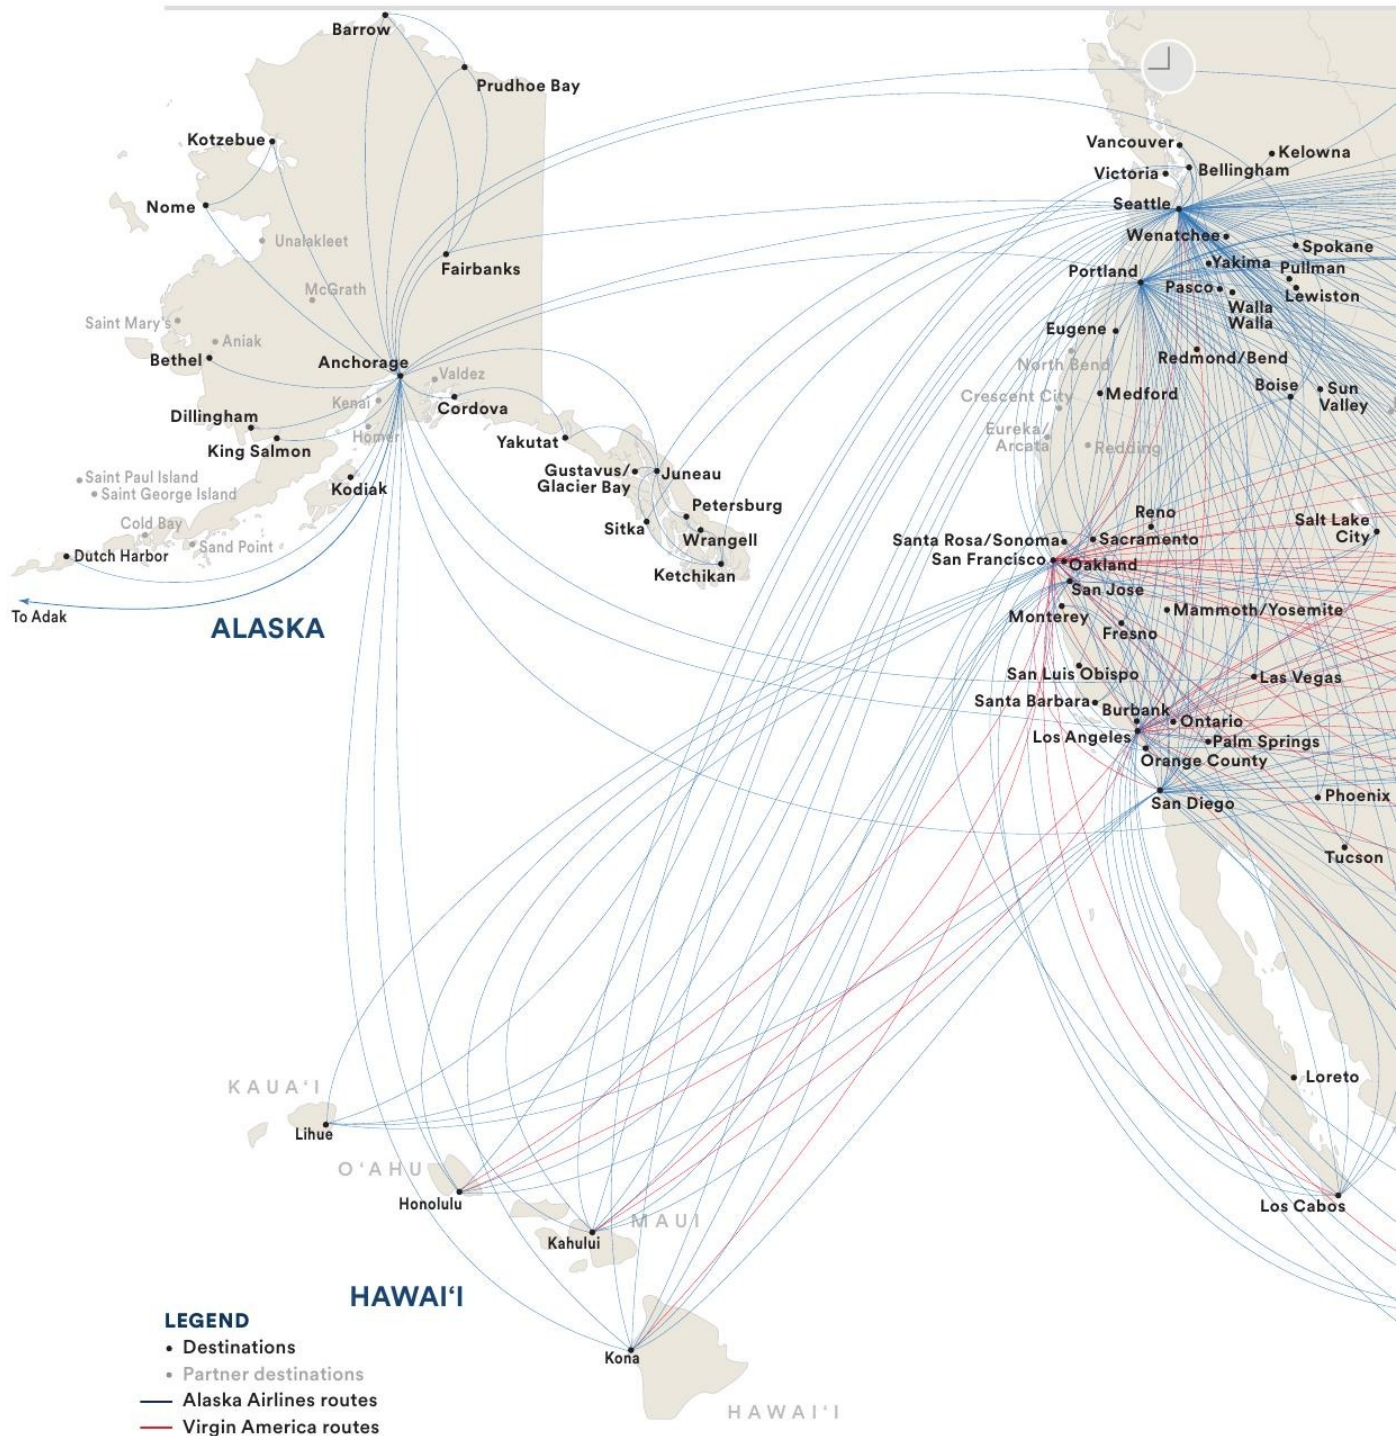 Barrow
Prudhoe Bay
Kotzebue
Nome
Unalakleet
Fairbanks
McGrath
Saint Mary's
Aniak
Bethel
Anchorage
Valdez
Kenai
Cordova
Dillingham
Homer
King Salmon
Yakutat
Saint Paul Island
Saint George Island
Kodiak
Gustavus/
Glacier Bay
Juneau
Petersburg
Sitka
Wrangell
Cold Bay
Sand Point
Dutch Harbor
Ketchikan
To Adak
ALASKA
Vancouver
Kelowna
Victoria
Bellingham
Seattle
Wenatchee
Spokane
Yakima
Portland
Pullman
Pasco
Lewiston
Walla
Walla
Eugene
North Bend
Redmond/Bend
Crescent City
Medford
Boise
Sun
Valley
Eureka/
Arcata
Redding
Reno
Salt Lake
City
Santa Rosa/Sonoma
Sacramento
San Francisco
Oakland
San Jose
Monterey
Mammoth/Yosemite
Fresno
San Luis Obispo
Las Vegas
Santa Barbara
Burbank
Ontario
Los Angeles
Palm Springs
Orange County
San Diego
Phoenix
Tucson
Loreto
Los Cabos
KAUA‘I
Lihue
O‘AHU
Honolulu
MAUI
Kahului
HAWAI‘I
Kona
HAWAI‘I
LEGEND
Destinations
Partner destinations
Alaska Airlines routes
Virgin America routes